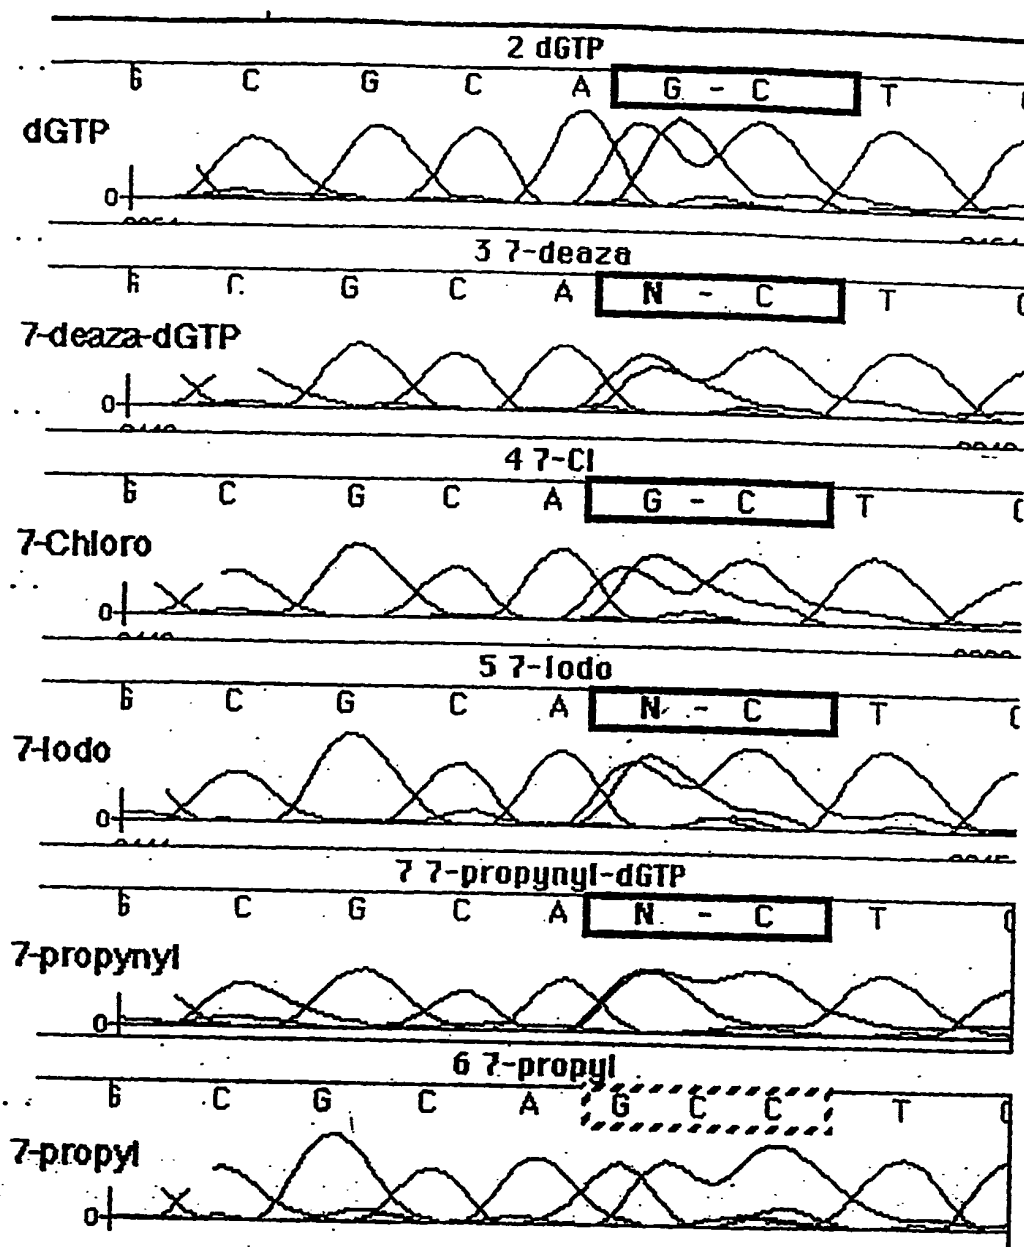 2 dGTP
G C G C A G - C T
dGTP
0
3 7-deaza
G C G C A N - C T
7-deaza-dGTP
0
4 7-Cl
G C G C A G - C T
7-Chloro
0
5 7-Iodo
G C G C A N - C T
7-Iodo
0
7 7-propynyl-dGTP
G C G C A N - C T
7-propynyl
0
6 7-propyl
G C G C A G C C T
7-propyl
0